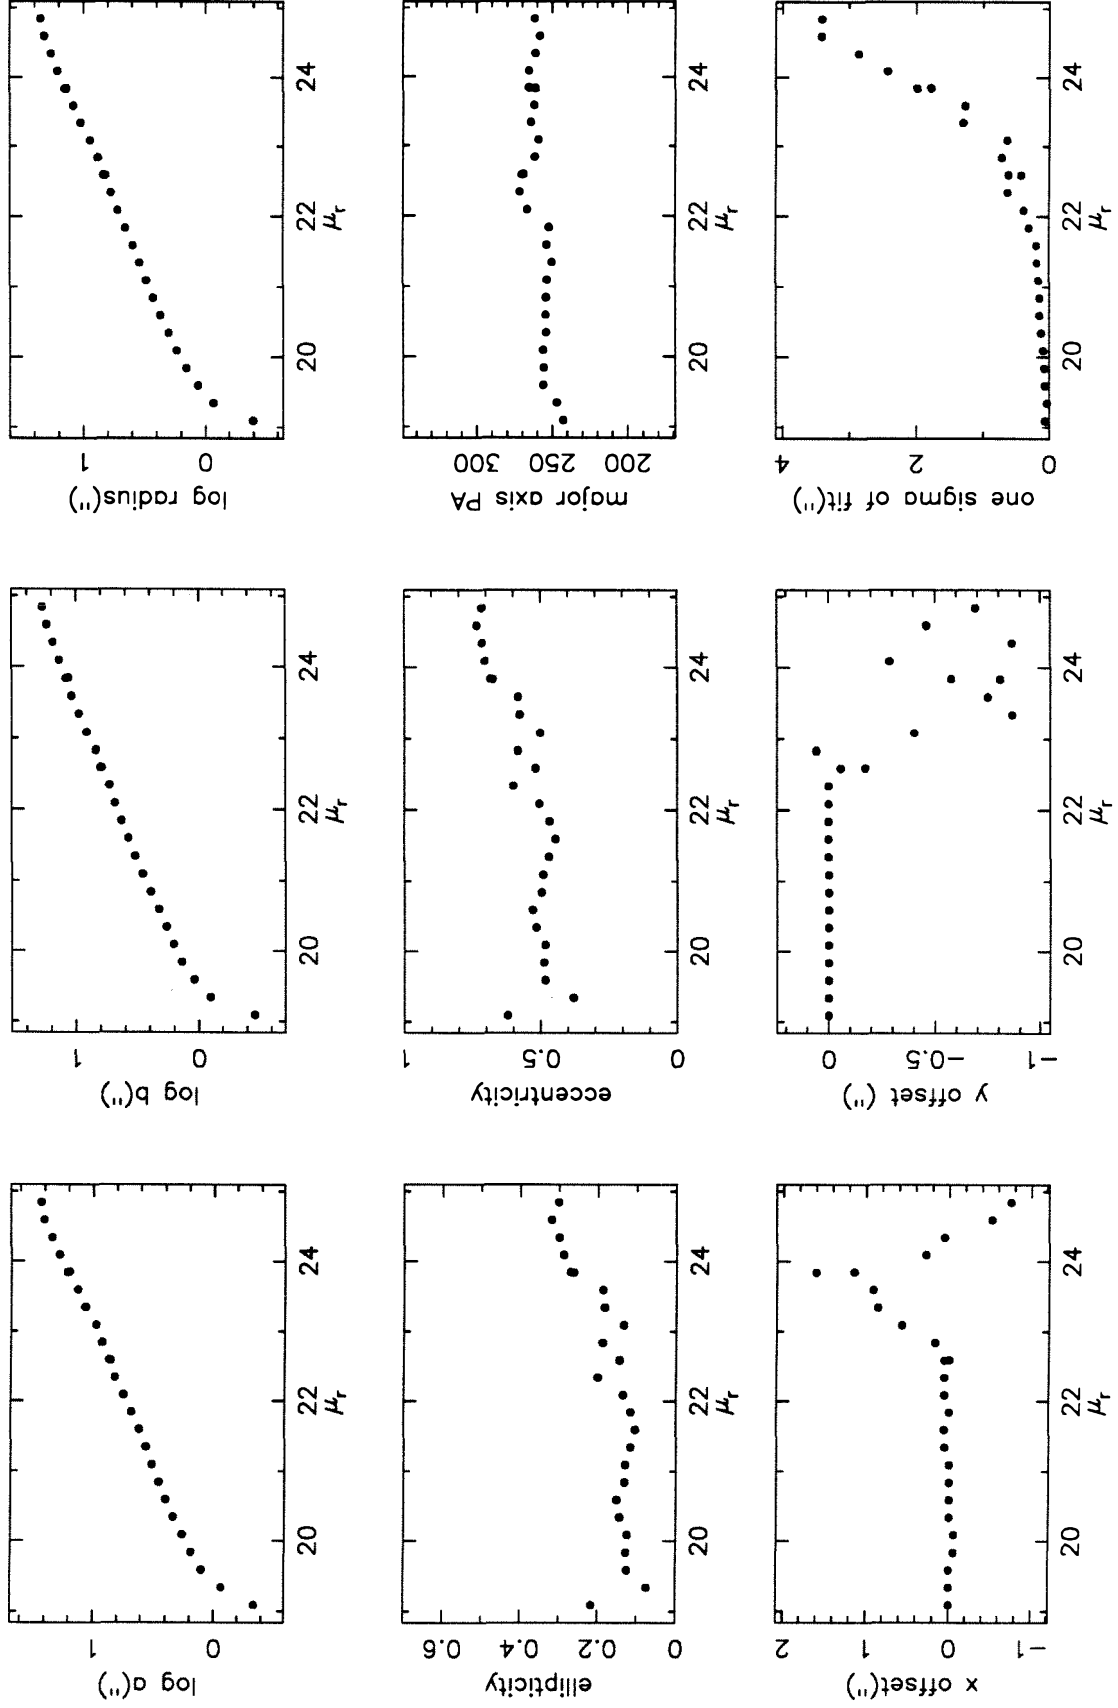 log a(")
1
0
20 22 24
μr
log b(")
1
0
20 22 24
μr
log radius(")
1
0
20 22 24
μr
ellipticity
0.6
0.4
0.2
0
20 22 24
μr
eccentricity
1
0.5
0
20 22 24
μr
major axis PA
300
250
200
20 22 24
μr
x offset(")
2
1
0
-1
20 22 24
μr
y offset (")
0
-0.5
-1
20 22 24
μr
one sigma of fit(")
4
2
0
20 22 24
μr